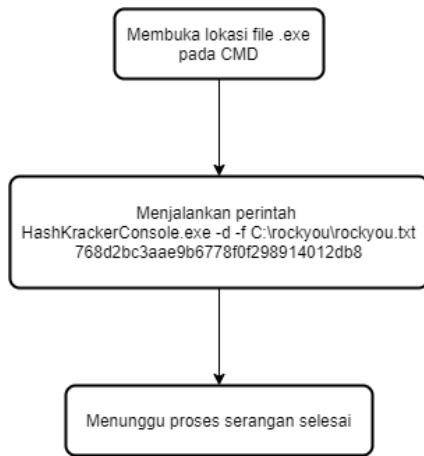 Membuka lokasi file .exe
pada CMD
Menjalankan perintah
HashKrackerConsole.exe -d -f C:\rockyou\rockyou.txt
768d2bc3aae9b6778f0f298914012db8
Menunggu proses serangan selesai